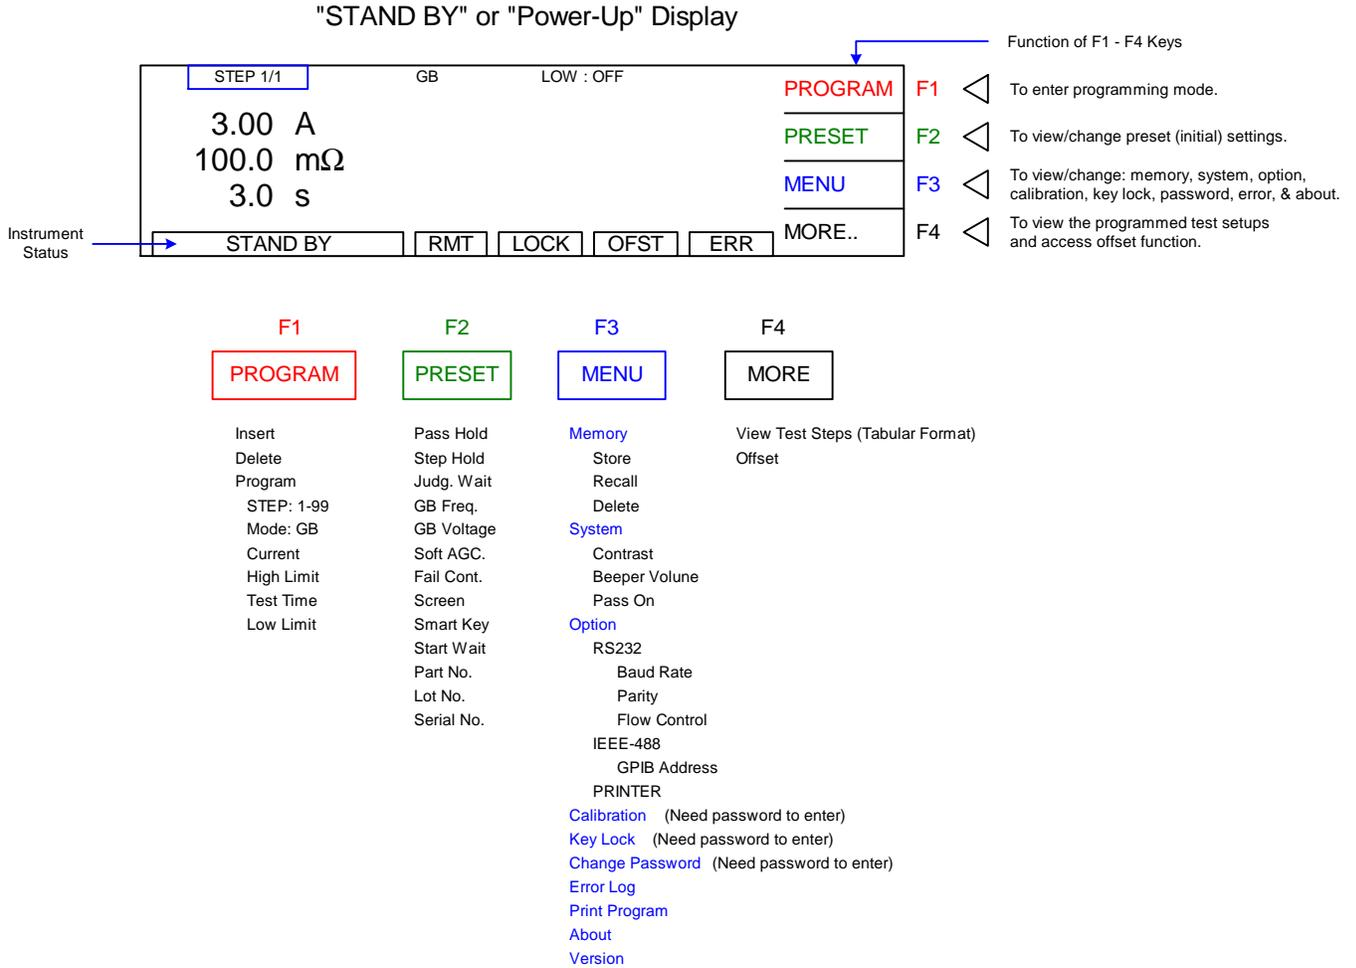 "STAND BY" or "Power-Up" Display
Function of F1 - F4 Keys
STEP 1/1 GB LOW : OFF
PROGRAM F1 To enter programming mode.
3.00 A
100.0 mΩ
3.0 s
PRESET F2 To view/change preset (initial) settings.
MENU F3 To view/change: memory, system, option,
calibration, key lock, password, error, & about.
MORE.. F4 To view the programmed test setups
and access offset function.
Instrument
Status
STAND BY RMT LOCK OFST ERR
F1
PROGRAM
Insert
Delete
Program
STEP: 1-99
Mode: GB
Current
High Limit
Test Time
Low Limit
F2
PRESET
Pass Hold
Step Hold
Judg. Wait
GB Freq.
GB Voltage
Soft AGC.
Fail Cont.
Screen
Smart Key
Start Wait
Part No.
Lot No.
Serial No.
F3
MENU
Memory
Store
Recall
Delete
System
Contrast
Beeper Volune
Pass On
Option
RS232
Baud Rate
Parity
Flow Control
IEEE-488
GPIB Address
PRINTER
Calibration (Need password to enter)
Key Lock (Need password to enter)
Change Password (Need password to enter)
Error Log
Print Program
About
Version
F4
MORE
View Test Steps (Tabular Format)
Offset